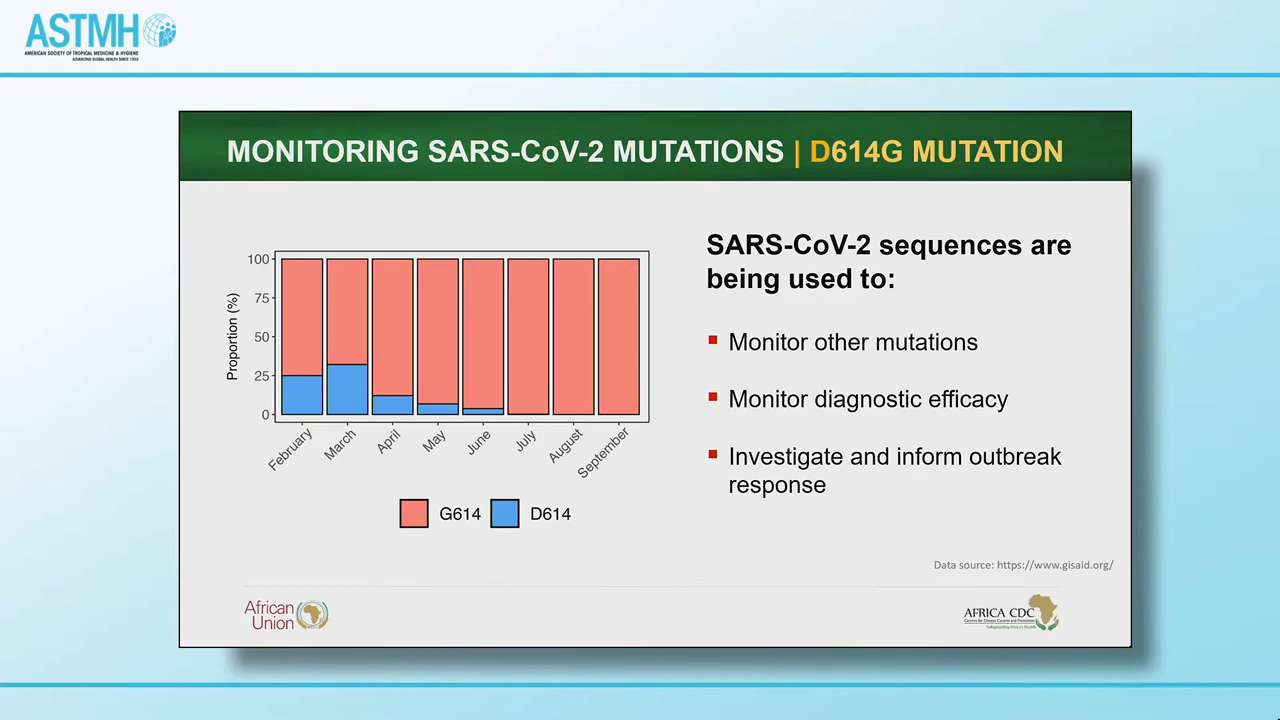 ASTMH
AMERICAN SOCIETY OF TROPICAL MEDICINE & HYGIENE
ADVANCING GLOBAL HEALTH SINCE 1903
MONITORING SARS-CoV-2 MUTATIONS | D614G MUTATION
SARS-CoV-2 sequences are
being used to:
Monitor other mutations
Monitor diagnostic efficacy
Investigate and inform outbreak
response
Proportion (%)
100
75
50
25
0
February
March
April
May
June
July
August
September
G614
D614
Data source: https://www.gisaid.org/
African
Union
AFRICA CDC
Centres for Disease Control and Prevention
Safeguarding Africa's Health